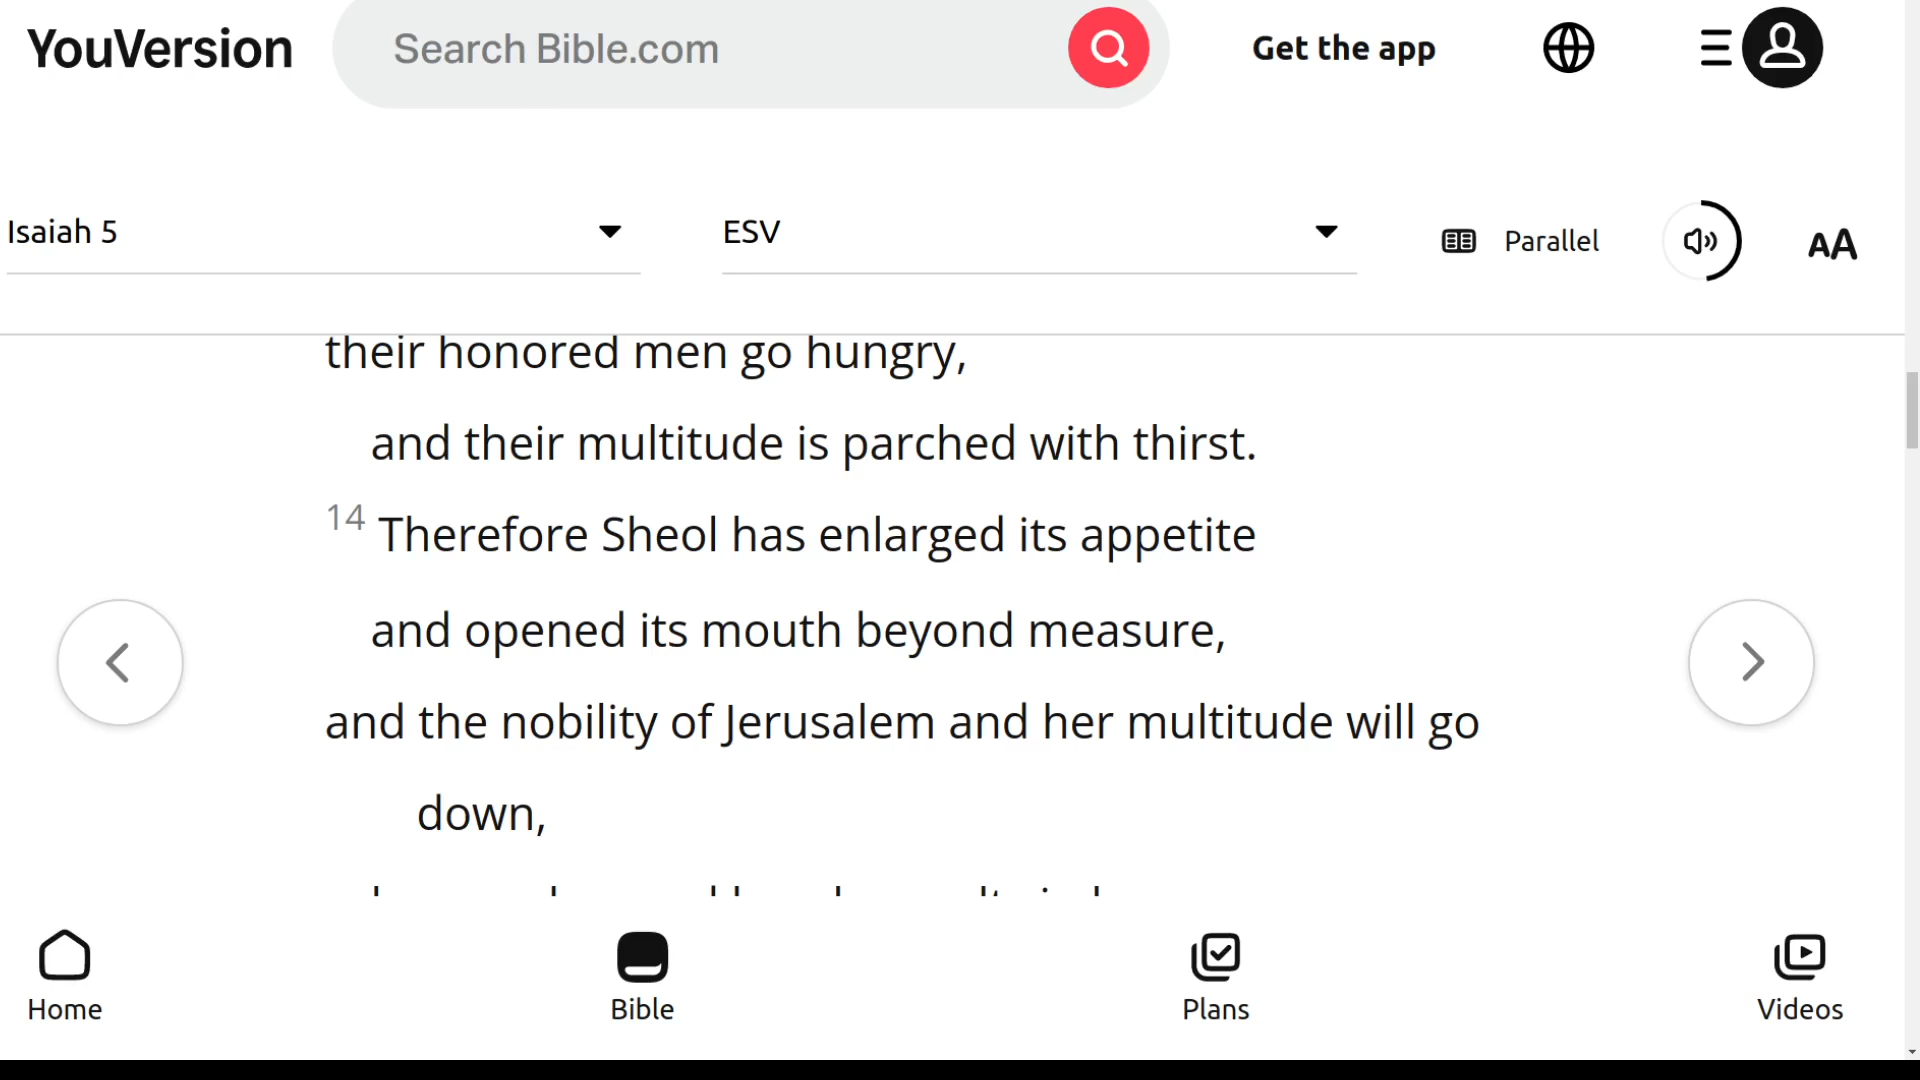 YouVersion
Search Bible.com
Get the app
Isaiah 5
ESV
Parallel
AA
their honored men go hungry,
and their multitude is parched with thirst.
14 Therefore Sheol has enlarged its appetite
and opened its mouth beyond measure,
and the nobility of Jerusalem and her multitude will go
down,
Home
Bible
Plans
Videos